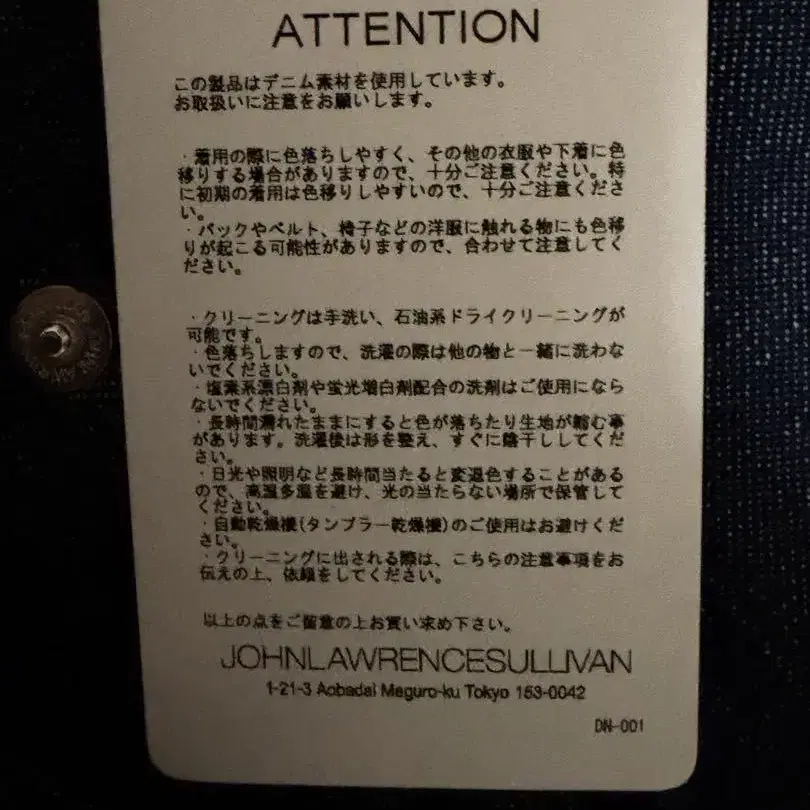 ATTENTION
この製品はデニム素材を使用しています。
お取扱いに注意をお願いします。
・着用の際に色落ちしやすく、その他の衣服や下着に色
移りする場合がありますので、十分ご注意ください。特
に初期の着用は色移りしやすいので、十分ご注意くださ
い。
・バックやベルト、椅子などの洋服に触れる物にも色移
りが起こる可能性がありますので、合わせて注意してく
ださい。
・クリーニングは手洗い、石油系ドライクリーニングが
可能です。
・色落ちしますので、洗濯の際は他の物と一緒に洗わな
いでください。
・塩素系漂白剤や蛍光増白剤配合の洗剤はご使用になら
ないでください。
・長時間濡れたままにすると色が落ちたり生地が縮む事
があります。洗濯後は形を整え、すぐに陰干ししてくだ
さい。
・日光や照明など長時間当たると変退色することがある
ので、高温多湿を避け、光の当たらない場所で保管して
ください。
・自動乾燥機(タンブラー乾燥機)のご使用はお避けくだ
さい。
・クリーニングに出される際は、こちらの注意事項をお
伝えの上、依頼をしてください。
以上の点をご留意の上お買い求め下さい。
JOHNLAWRENCESULLIVAN
1-21-3 Aobadai Meguro-ku Tokyo 153-0042
DN-001